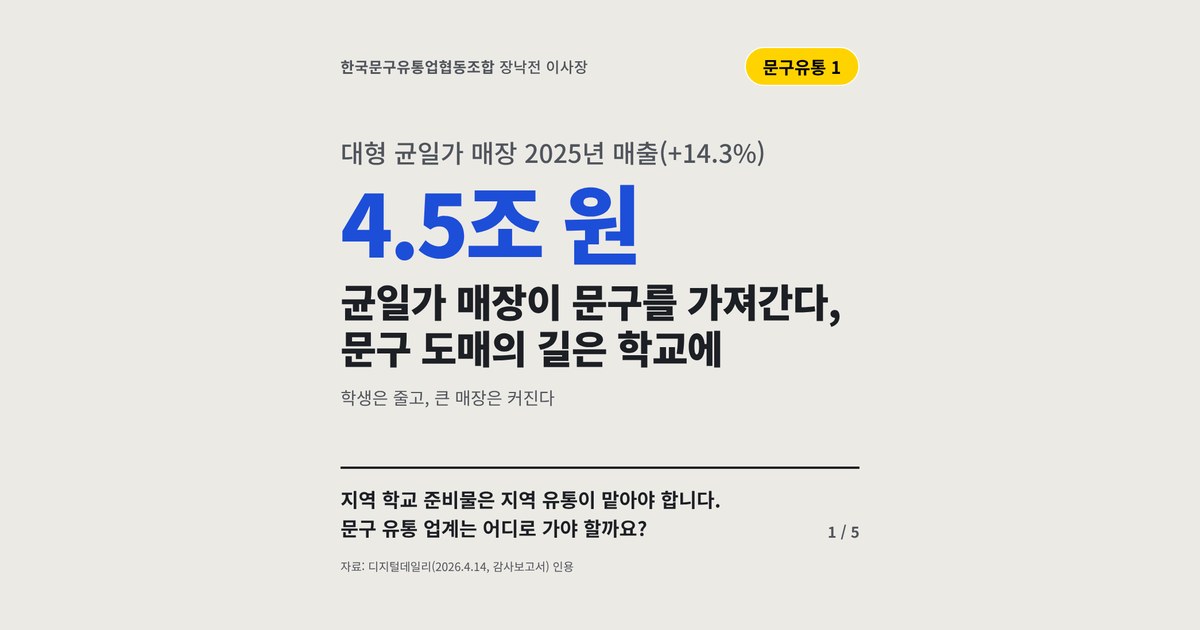 한국문구유통업협동조합 장낙전 이사장
문구유통 1
대형 균일가 매장 2025년 매출(+14.3%)
4.5조 원
균일가 매장이 문구를 가져간다,
문구 도매의 길은 학교에
학생은 줄고, 큰 매장은 커진다
지역 학교 준비물은 지역 유통이 맡아야 합니다.
문구 유통 업계는 어디로 가야 할까요?
1 / 5
자료: 디지털데일리(2026.4.14, 감사보고서) 인용